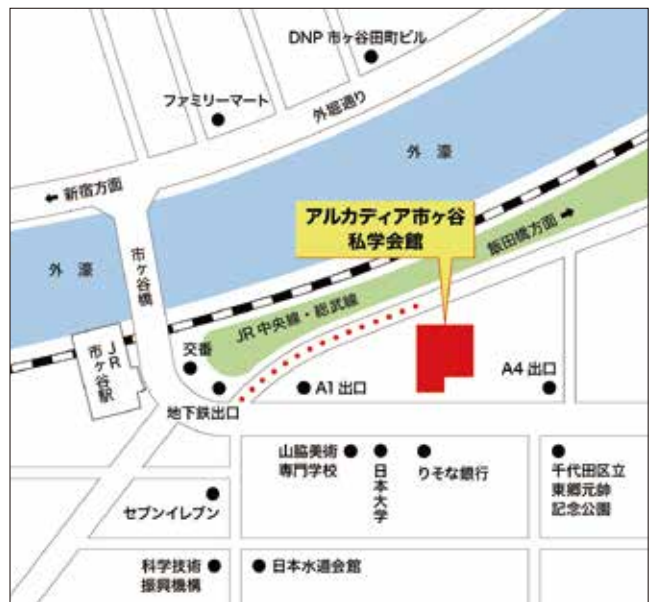 DNP 市ヶ谷田町ビル
ファミリーマート
外堀通り
外 濠
← 新宿方面
アルカディア市ヶ谷
私学会館
飯田橋方面 →
外 濠
市ヶ谷橋
JR 中央線・総武線
JR
市ヶ谷駅
交番
A1 出口
A4 出口
地下鉄出口
山脇美術
専門学校
日本大学
りそな銀行
千代田区立
東郷元帥
記念公園
セブンイレブン
科学技術
振興機構
日本水道会館